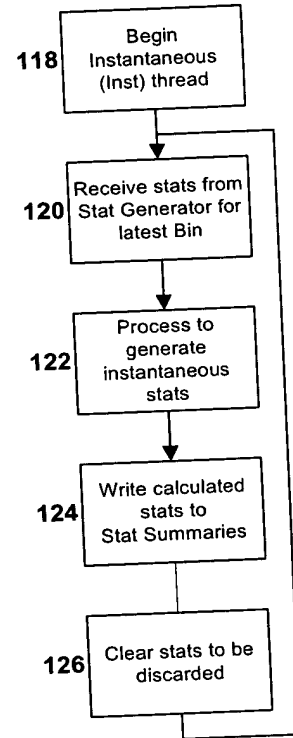 118
Begin
Instantaneous
(Inst) thread
120
Receive stats from
Stat Generator for
latest Bin
122
Process to
generate
instantaneous
stats
124
Write calculated
stats to
Stat Summaries
126
Clear stats to be
discarded